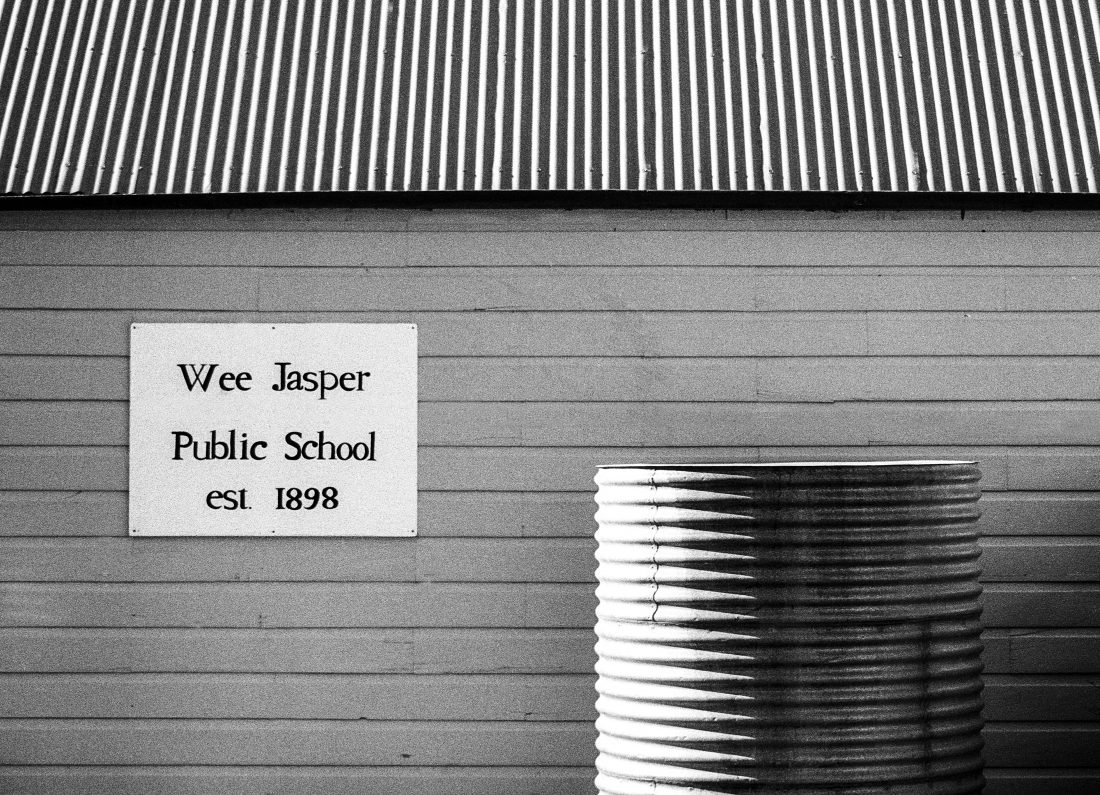 Wee Jasper
Public School
est. 1898